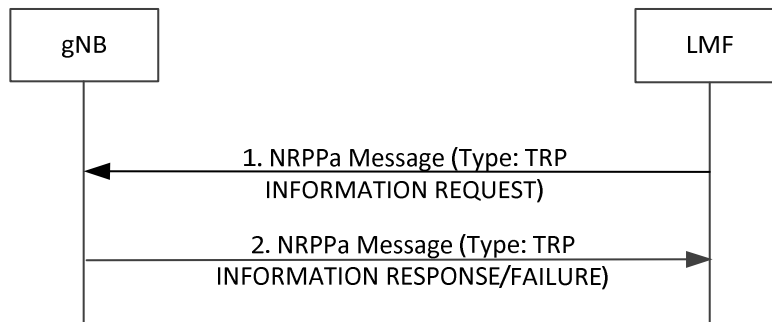 gNB
LMF
1. NRPPa Message (Type: TRP
INFORMATION REQUEST)
2. NRPPa Message (Type: TRP
INFORMATION RESPONSE/FAILURE)